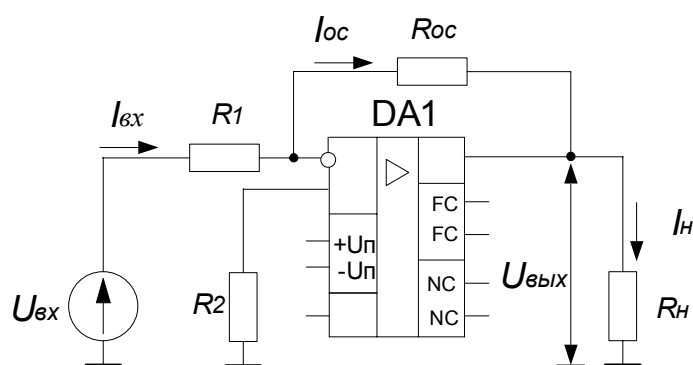 Iос Rос
Iвх R1 DA1
FC
FC
+Uп
-Uп
NC
NC
Uвх R2 Uвых Iн
Rн